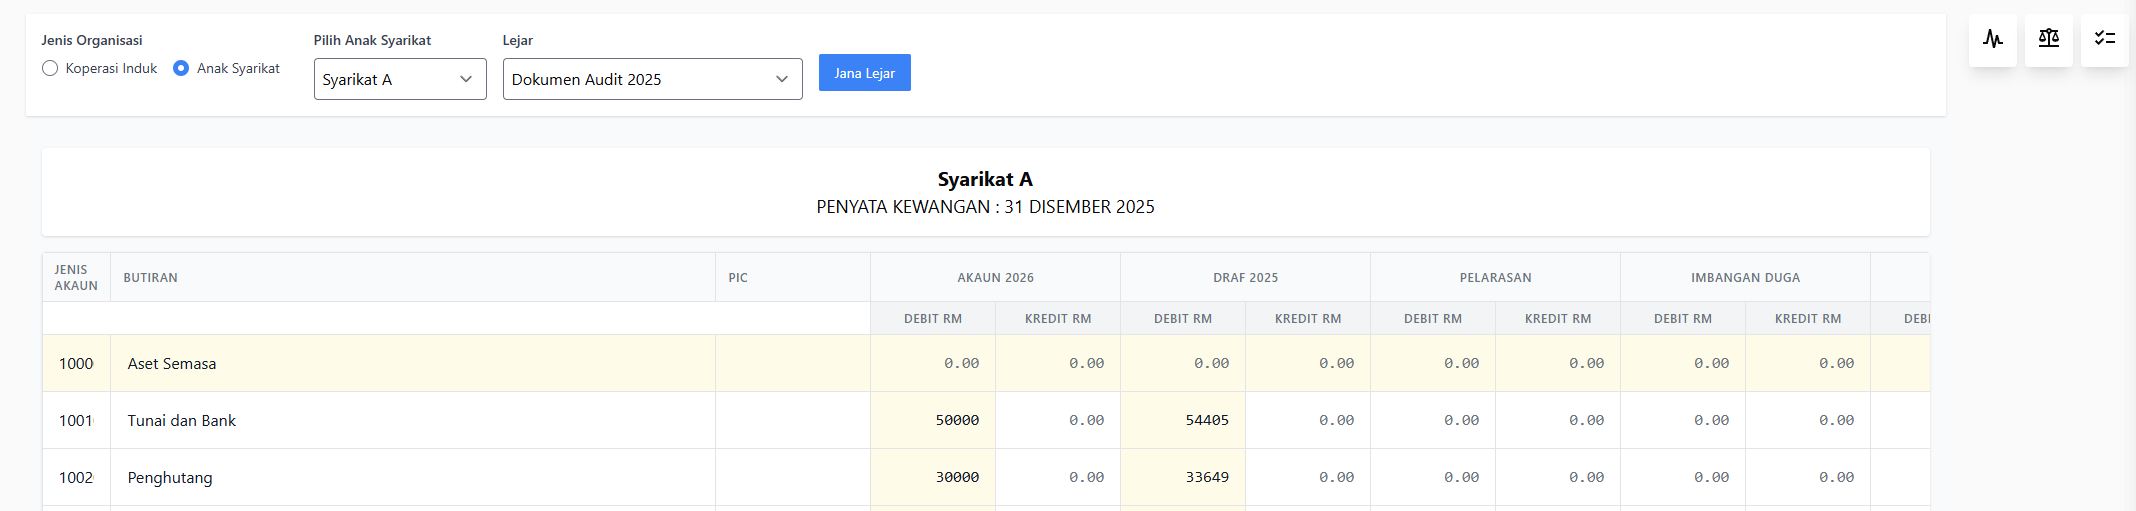 Jenis Organisasi
Koperasi Induk
Anak Syarikat
Pilih Anak Syarikat
Syarikat A
Lejar
Dokumen Audit 2025
Jana Lejar
Syarikat A
PENYATA KEWANGAN : 31 DISEMBER 2025
JENIS AKAUN BUTIRAN PIC AKAUN 2026 DRAF 2025 PELARASAN IMBANGAN DUGA
DEBIT RM KREDIT RM DEBIT RM KREDIT RM DEBIT RM KREDIT RM DEBIT RM KREDIT RM
1000 Aset Semasa 0.00 0.00 0.00 0.00 0.00 0.00 0.00 0.00
1001 Tunai dan Bank 50000 0.00 54405 0.00 0.00 0.00 0.00 0.00
1002 Penghutang 30000 0.00 33649 0.00 0.00 0.00 0.00 0.00